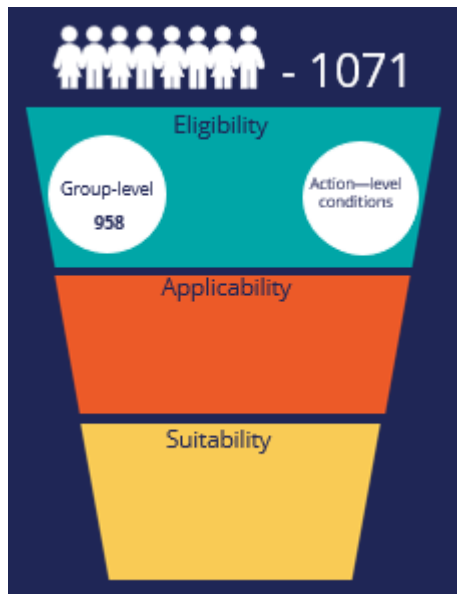 - 1071
Eligibility
Group-level
958
Action—level
conditions
Applicability
Suitability